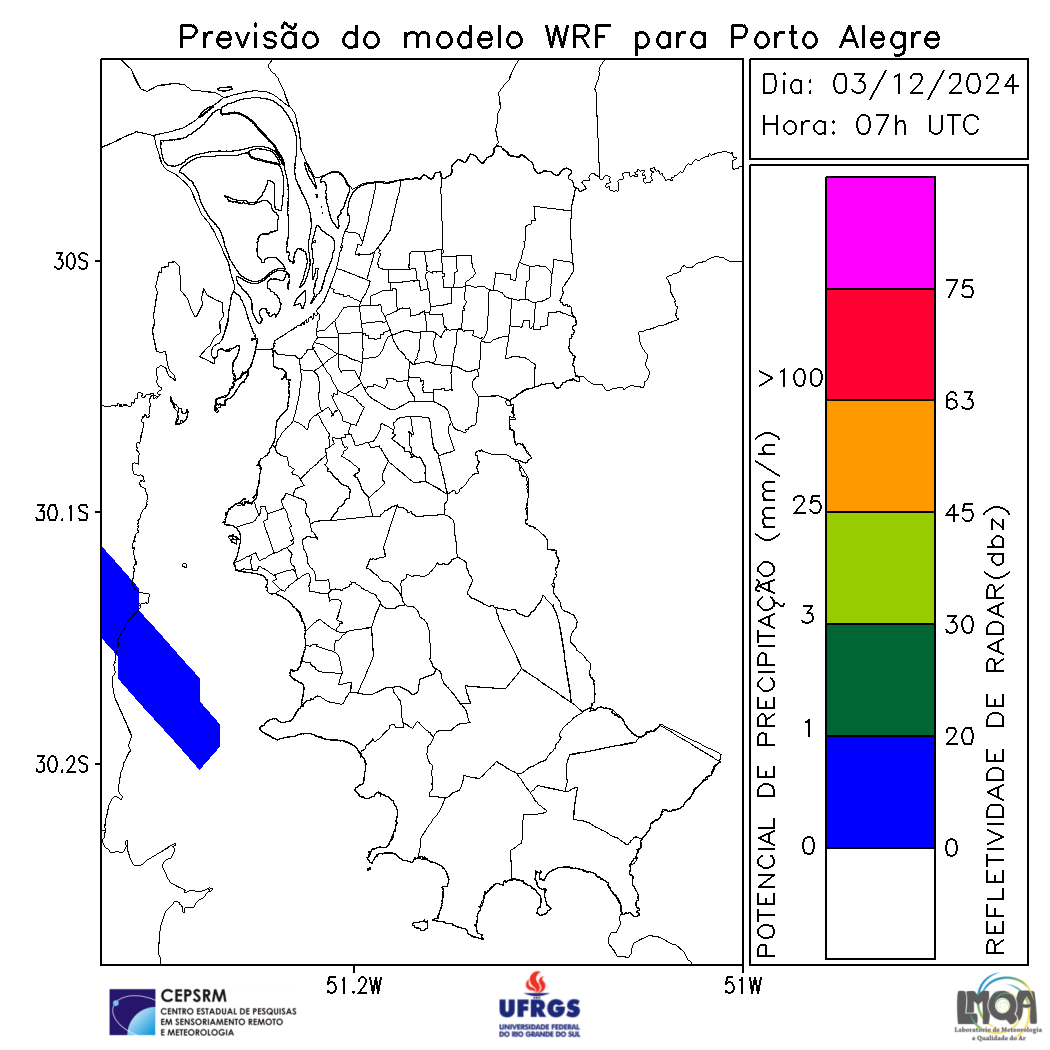 Previsão do modelo WRF para Porto Alegre
Dia: 03/12/2024
Hora: 07h UTC
30S
30.1S
30.2S
51.2W
51W
POTENCIAL DE PRECIPITAÇÃO (mm/h)
>100
25
3
1
0
75
63
45
30
20
0
REFLETIVIDADE DE RADAR(dbz)
CEPSRM
CENTRO ESTADUAL DE PESQUISAS
EM SENSORIAMENTO REMOTO
E METEOROLOGIA
UFRGS
UNIVERSIDADE FEDERAL
DO RIO GRANDE DO SUL
LMQA
Laboratório de Meteorologia
e Qualidade do Ar